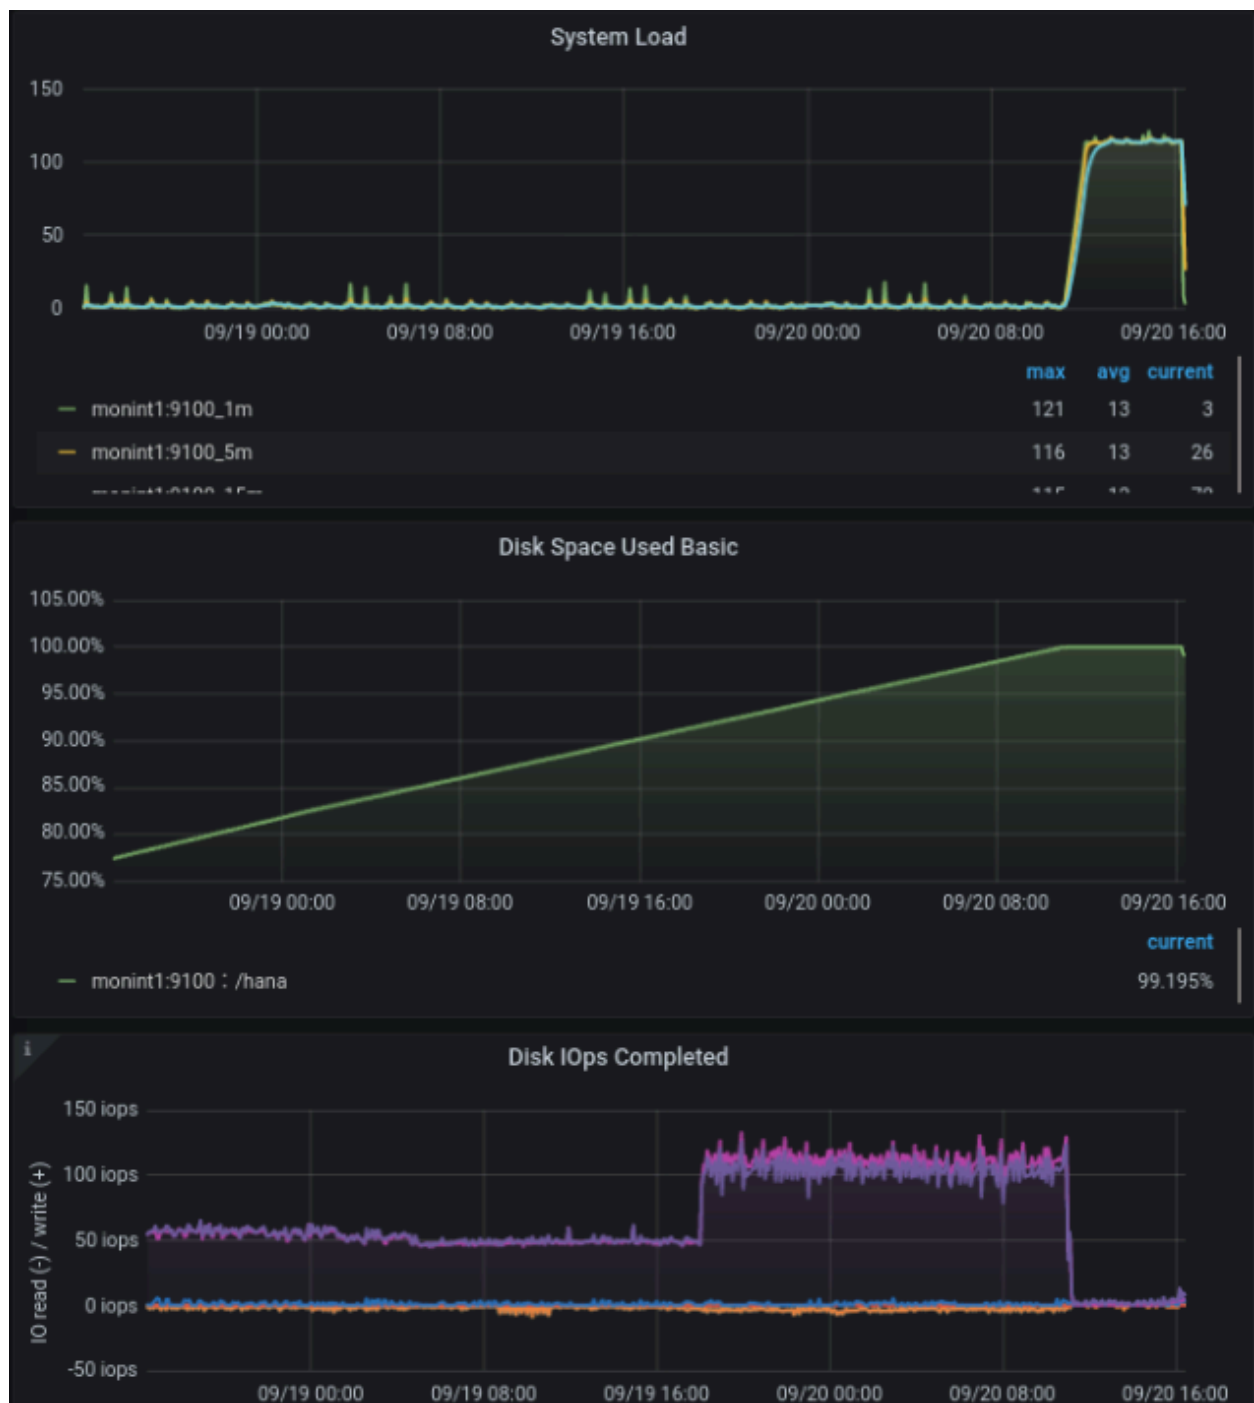 System Load
150
100
50
0
09/19 00:00 09/19 08:00 09/19 16:00 09/20 00:00 09/20 08:00 09/20 16:00
max avg current
monint1:9100_1m 121 13 3
monint1:9100_5m 116 13 26
Disk Space Used Basic
105.00%
100.00%
95.00%
90.00%
85.00%
80.00%
75.00%
09/19 00:00 09/19 08:00 09/19 16:00 09/20 00:00 09/20 08:00 09/20 16:00
current
monint1:9100：/hana 99.195%
i
Disk IOps Completed
IO read (-) / write (+)
150 iops
100 iops
50 iops
0 iops
-50 iops
09/19 00:00 09/19 08:00 09/19 16:00 09/20 00:00 09/20 08:00 09/20 16:00